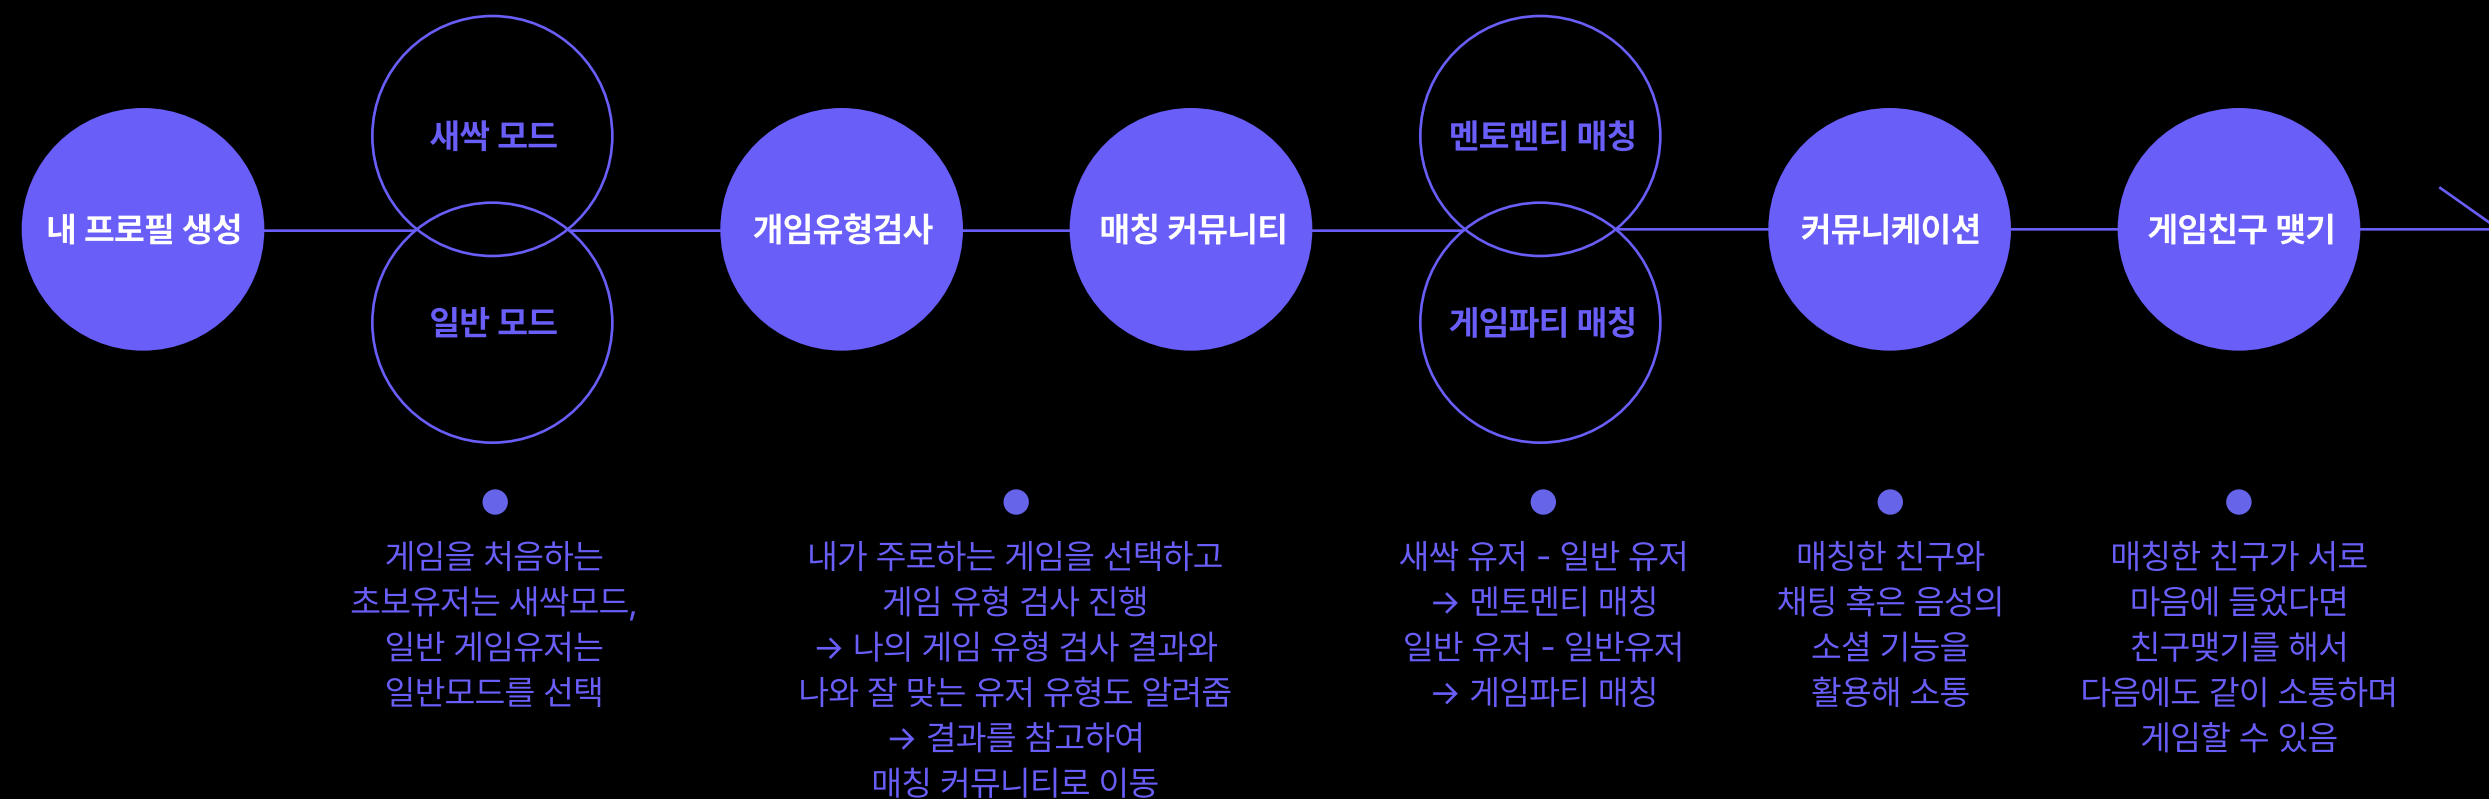 내 프로필 생성
새싹 모드
일반 모드
게임유형검사
매칭 커뮤니티
멘토멘티 매칭
게임파티 매칭
커뮤니케이션
게임친구 맺기
게임을 처음하는
초보유저는 새싹모드,
일반 게임유저는
일반모드를 선택
내가 주로하는 게임을 선택하고
게임 유형 검사 진행
→ 나의 게임 유형 검사 결과와
나와 잘 맞는 유저 유형도 알려줌
→ 결과를 참고하여
매칭 커뮤니티로 이동
새싹 유저 - 일반 유저
→ 멘토멘티 매칭
일반 유저 - 일반유저
→ 게임파티 매칭
매칭한 친구와
채팅 혹은 음성의
소셜 기능을
활용해 소통
매칭한 친구가 서로
마음에 들었다면
친구맺기를 해서
다음에도 같이 소통하며
게임할 수 있음